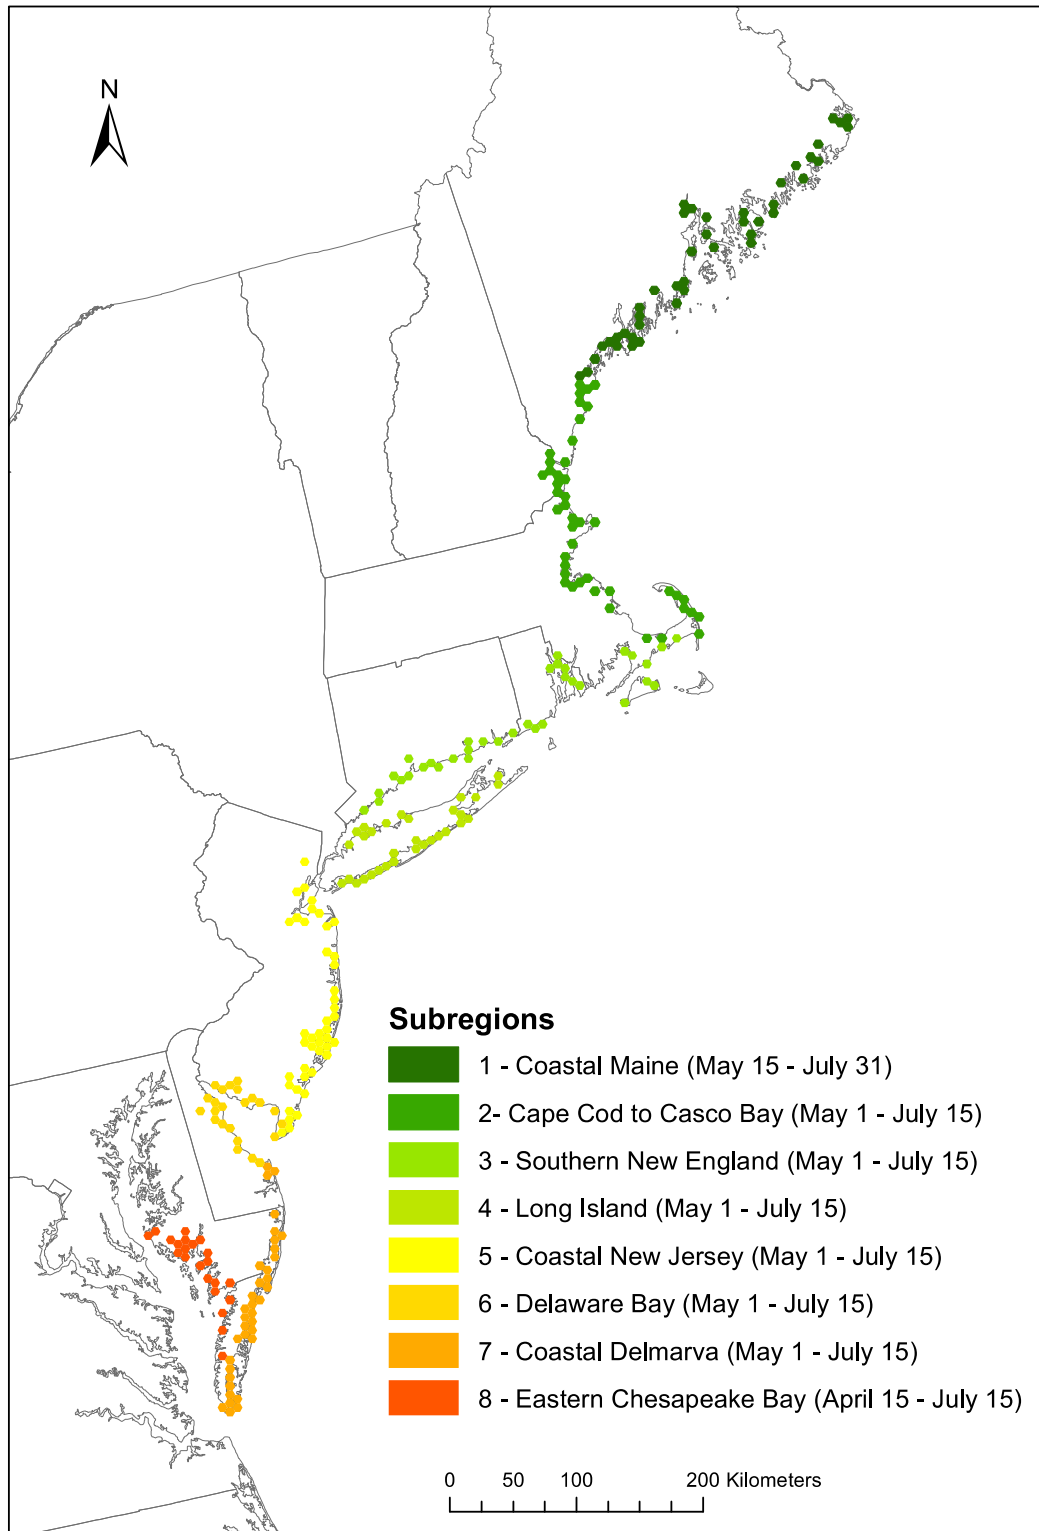 N
Subregions
1 - Coastal Maine (May 15 - July 31)
2- Cape Cod to Casco Bay (May 1 - July 15)
3 - Southern New England (May 1 - July 15)
4 - Long Island (May 1 - July 15)
5 - Coastal New Jersey (May 1 - July 15)
6 - Delaware Bay (May 1 - July 15)
7 - Coastal Delmarva (May 1 - July 15)
8 - Eastern Chesapeake Bay (April 15 - July 15)
0 50 100 200 Kilometers